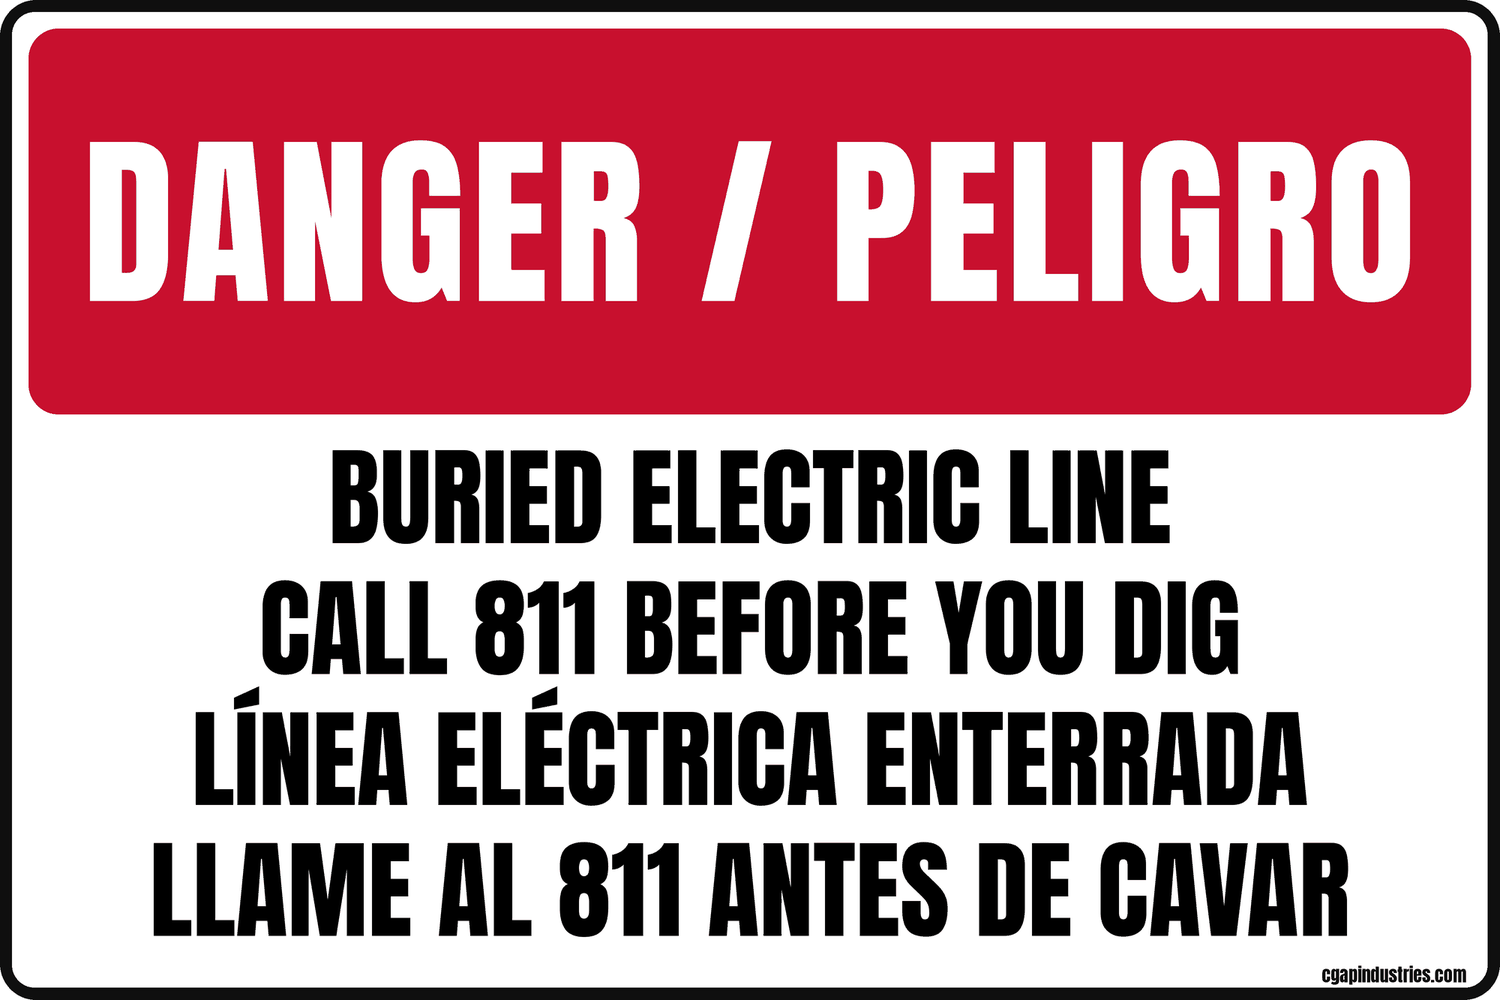 DANGER / PELIGRO
BURIED ELECTRIC LINE
CALL 811 BEFORE YOU DIG
LÍNEA ELÉCTRICA ENTERRADA
LLAME AL 811 ANTES DE CAVAR
cgapindustries.com